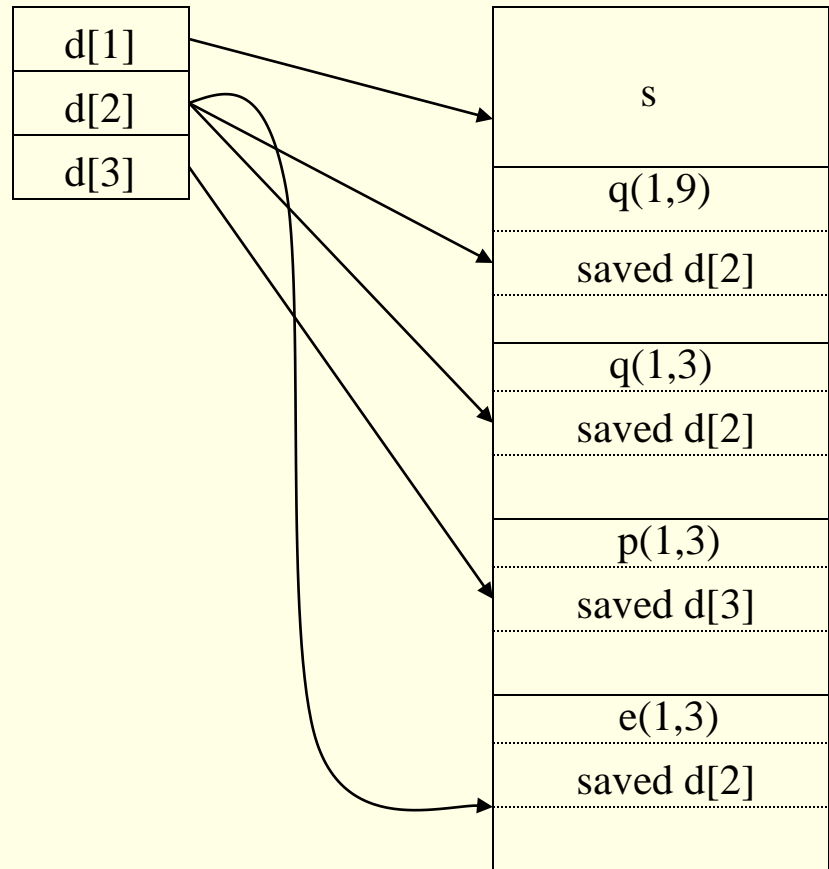 d[1]
d[2]
d[3]
s
q(1,9)
saved d[2]
q(1,3)
saved d[2]
p(1,3)
saved d[3]
e(1,3)
saved d[2]